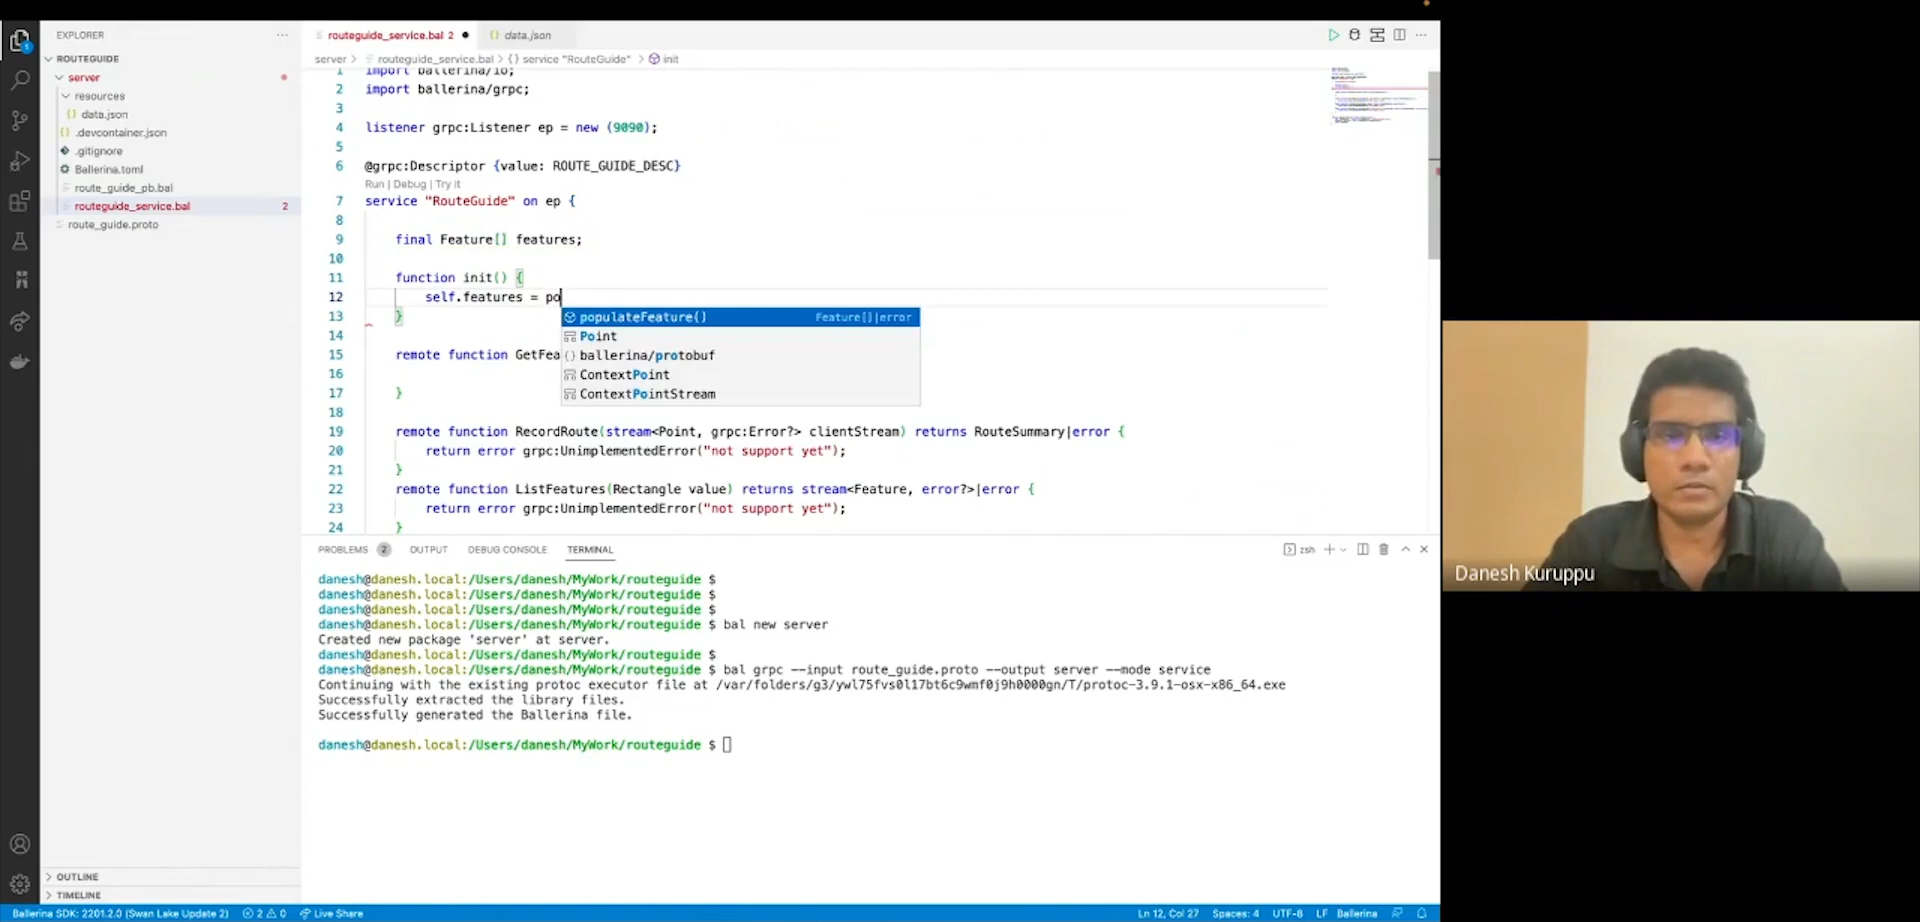 EXPLORER
ROUTEGUIDE
server
resources
data.json
.devcontainer.json
.gitignore
Ballerina.toml
route_guide_pb.bal
routeguide_service.bal 2
route_guide.proto
OUTLINE
TIMELINE
routeguide_service.bal 2
data.json
server > routeguide_service.bal > {} service "RouteGuide" > init
1 import ballerina/io;
2 import ballerina/grpc;
3
4 listener grpc:Listener ep = new (9090);
5
6 @grpc:Descriptor {value: ROUTE_GUIDE_DESC}
Run | Debug | Try it
7 service "RouteGuide" on ep {
8
9 final Feature[] features;
10
11 function init() {
12 self.features = po
13 }
14
15 remote function GetFea
16
17 }
18
19 remote function RecordRoute(stream<Point, grpc:Error?> clientStream) returns RouteSummary|error {
20 return error grpc:UnimplementedError("not support yet");
21 }
22 remote function ListFeatures(Rectangle value) returns stream<Feature, error?>|error {
23 return error grpc:UnimplementedError("not support yet");
24 }
populateFeature() Feature[]|error
Point
ballerina/protobuf
ContextPoint
ContextPointStream
PROBLEMS 2 OUTPUT DEBUG CONSOLE TERMINAL
zsh
danesh@danesh.local:/Users/danesh/MyWork/routeguide $
danesh@danesh.local:/Users/danesh/MyWork/routeguide $
danesh@danesh.local:/Users/danesh/MyWork/routeguide $
danesh@danesh.local:/Users/danesh/MyWork/routeguide $ bal new server
Created new package 'server' at server.
danesh@danesh.local:/Users/danesh/MyWork/routeguide $
danesh@danesh.local:/Users/danesh/MyWork/routeguide $ bal grpc --input route_guide.proto --output server --mode service
Continuing with the existing protoc executor file at /var/folders/g3/ywl75fvs0l17bt6c9wmf0j9h0000gn/T/protoc-3.9.1-osx-x86_64.exe
Successfully extracted the library files.
Successfully generated the Ballerina file.
danesh@danesh.local:/Users/danesh/MyWork/routeguide $
Danesh Kuruppu
Ballerina SDK: 2201.2.0 (Swan Lake Update 2) 2 0 Live Share
Ln 12, Col 27 Spaces: 4 UTF-8 LF Ballerina